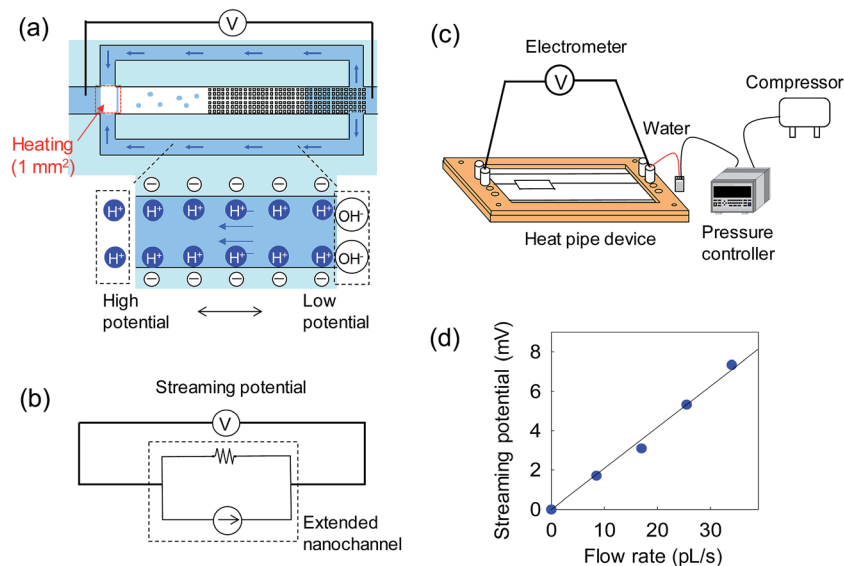 (a)
V
Heating
(1 mm²)
H⁺ H⁺ H⁺ H⁺ H⁺ H⁺ OH⁻
H⁺ H⁺ H⁺ H⁺ H⁺ H⁺ OH⁻
High
potential
Low
potential
(b)
Streaming potential
V
Extended
nanochannel
(c)
Electrometer
V
Compressor
Water
Heat pipe device
Pressure
controller
(d)
Streaming potential (mV)
8
6
4
2
0
0 10 20 30
Flow rate (pL/s)